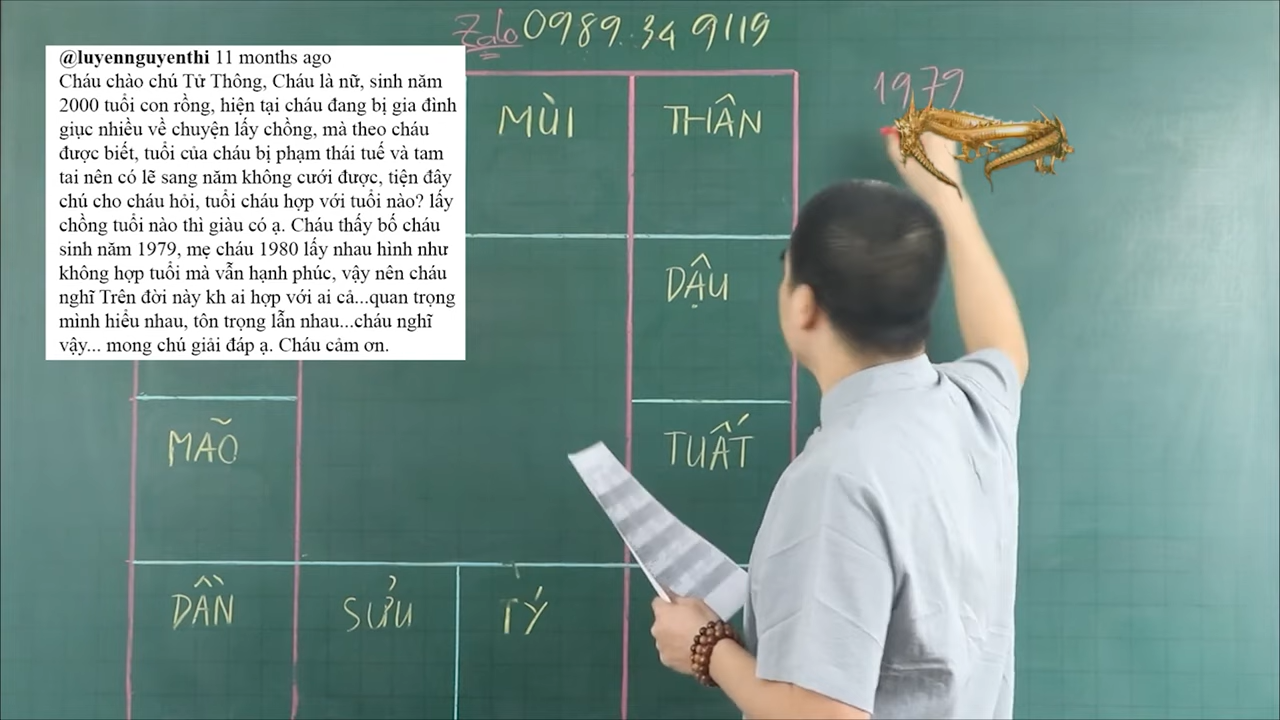 Zalo 0989.34 9119
@luyennguyenthi 11 months ago
Cháu chào chú Tử Thông, Cháu là nữ, sinh năm
2000 tuổi con rồng, hiện tại cháu đang bị gia đình
giục nhiều về chuyện lấy chồng, mà theo cháu
được biết, tuổi của cháu bị phạm thái tuế và tam
tai nên có lẽ sang năm không cưới được, tiện đây
chú cho cháu hỏi, tuổi cháu hợp với tuổi nào? lấy
chồng tuổi nào thì giàu có ạ. Cháu thấy bố cháu
sinh năm 1979, mẹ cháu 1980 lấy nhau hình như
không hợp tuổi mà vẫn hạnh phúc, vậy nên cháu
nghĩ Trên đời này kh ai hợp với ai cả...quan trọng
mình hiểu nhau, tôn trọng lẫn nhau...cháu nghĩ
vậy... mong chú giải đáp ạ. Cháu cảm ơn.
MÙI
THÂN
1979
DẬU
MÃO
TUẤT
DẦN
SỬU
TÝ